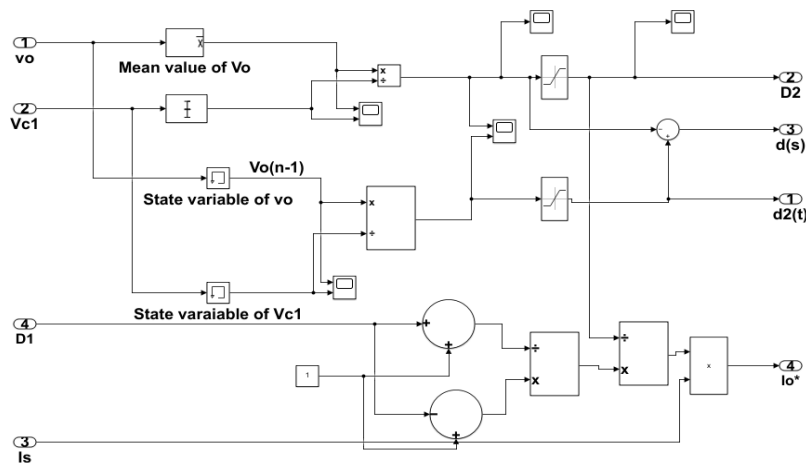 1
vo
Mean value of Vo
x
÷
2
D2
2
Vc1
3
d(s)
-
+
Vo(n-1)
State variable of vo
x
÷
1
d2(t)
State varaiable of Vc1
4
D1
+
+
÷
x
÷
x
x
4
Io*
1
-
+
3
Is